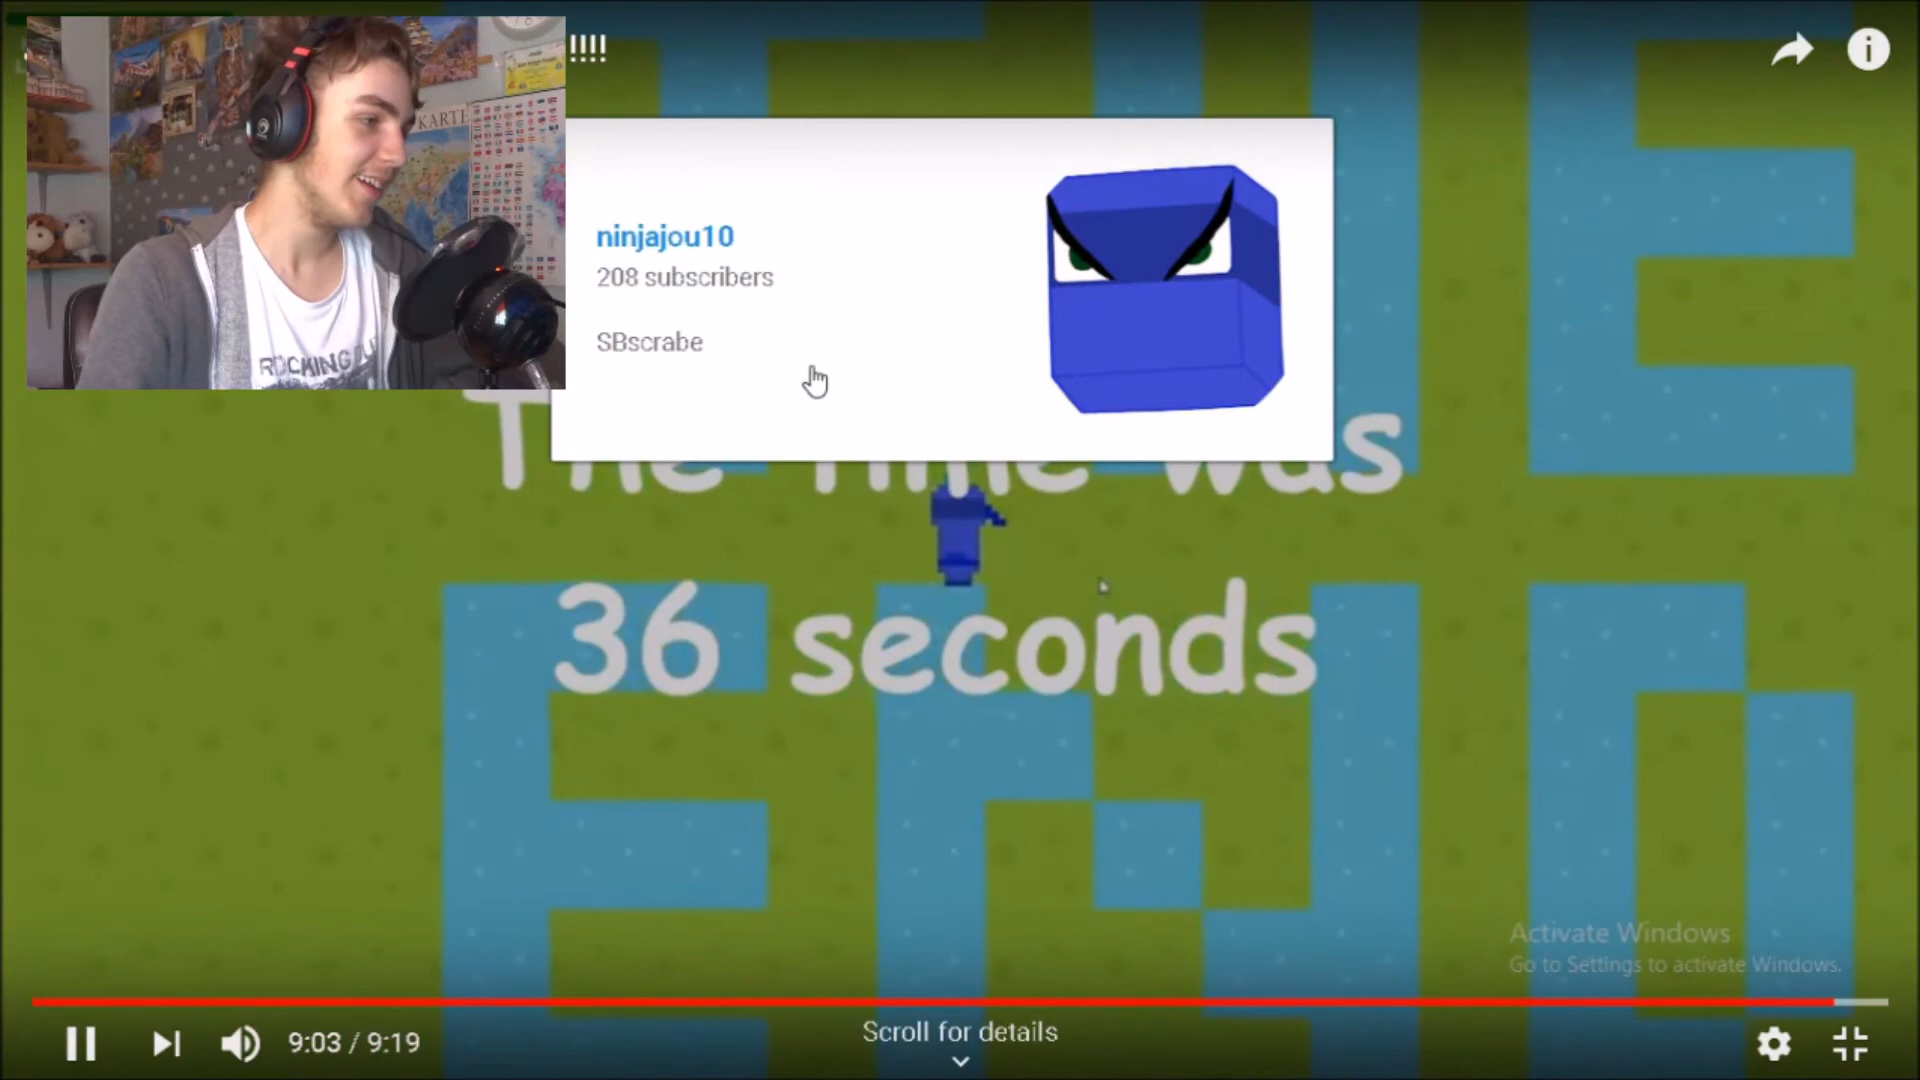 !!!!
KARTE
ROCKING
ninjajou10
208 subscribers
SBscrabe
The Time was
36 seconds
Activate Windows
Go to Settings to activate Windows.
9:03 / 9:19
Scroll for details